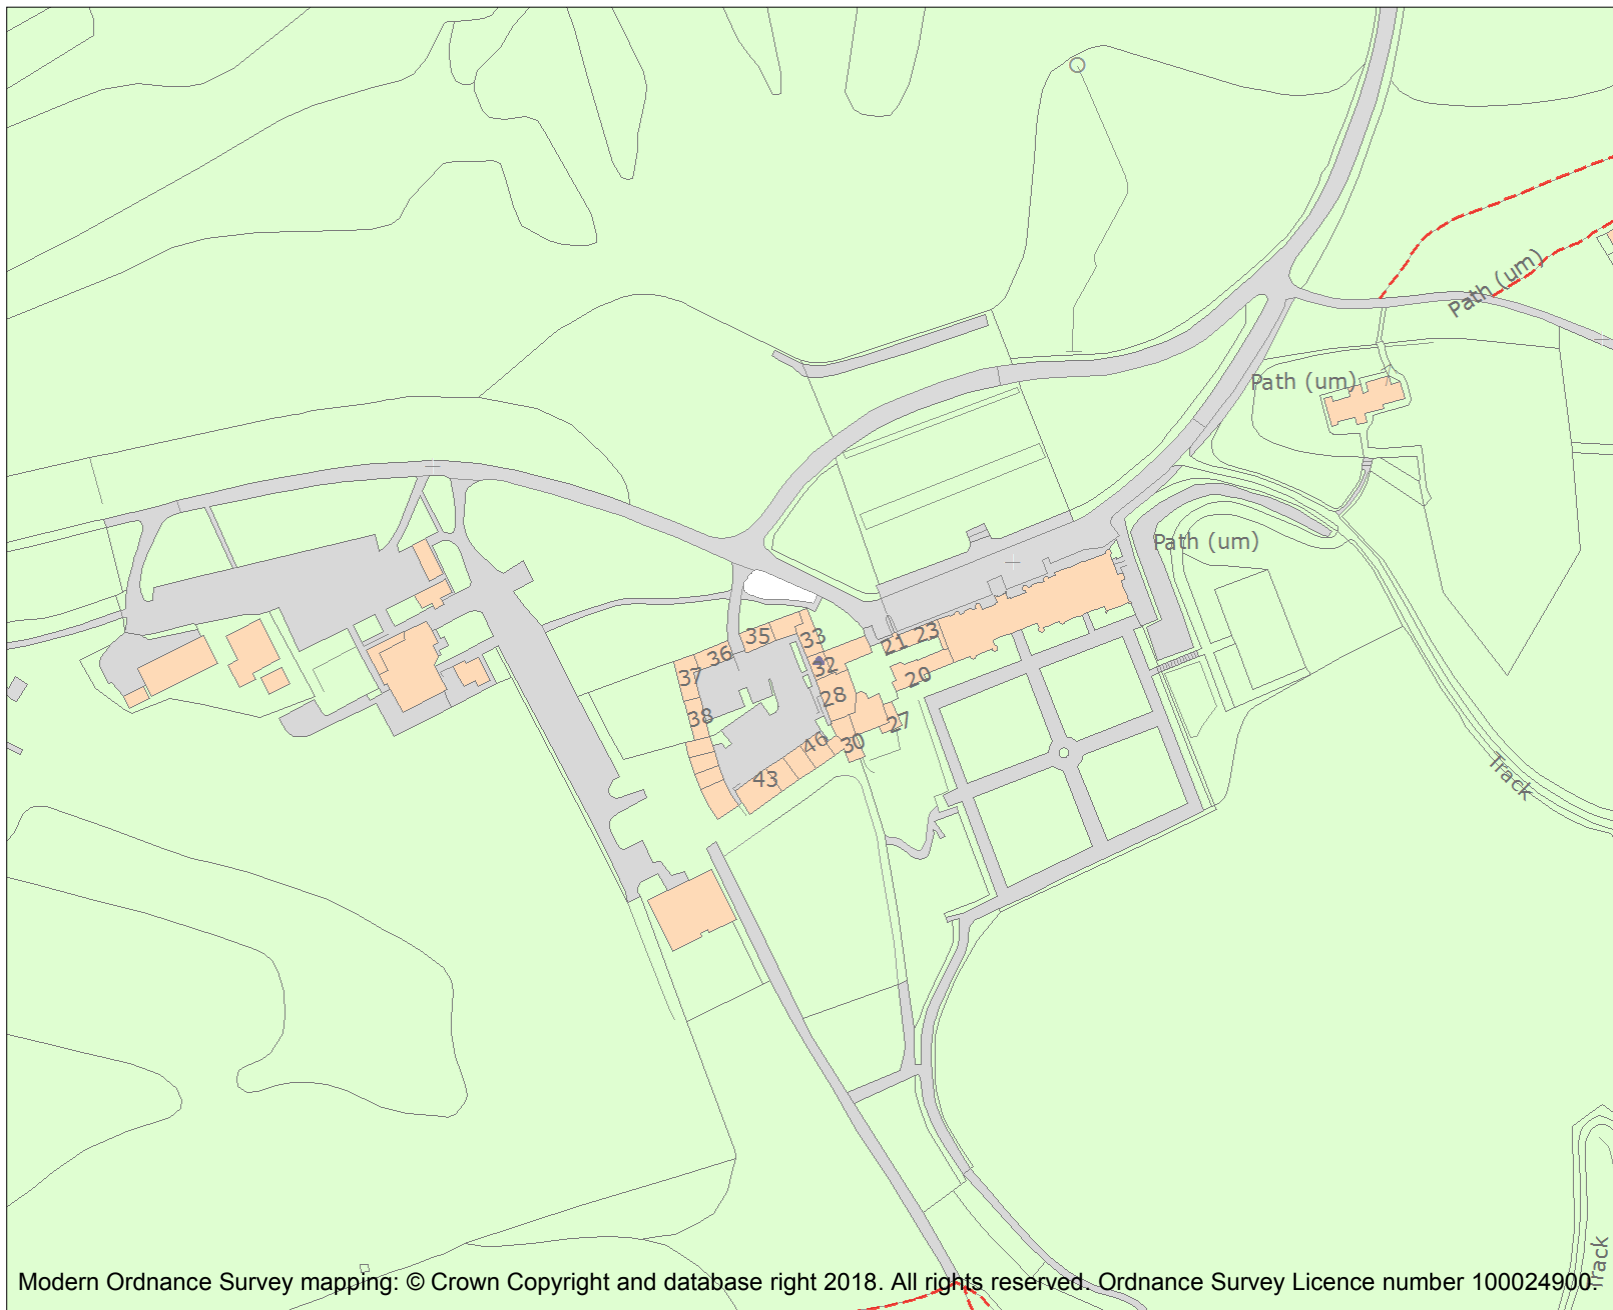 Path (um)
Path (um)
Path (um)
35
33
21
23
36
32
37
20
28
38
27
46
30
43
Track
Track
Modern Ordnance Survey mapping: © Crown Copyright and database right 2018. All rights reserved. Ordnance Survey Licence number 100024900.